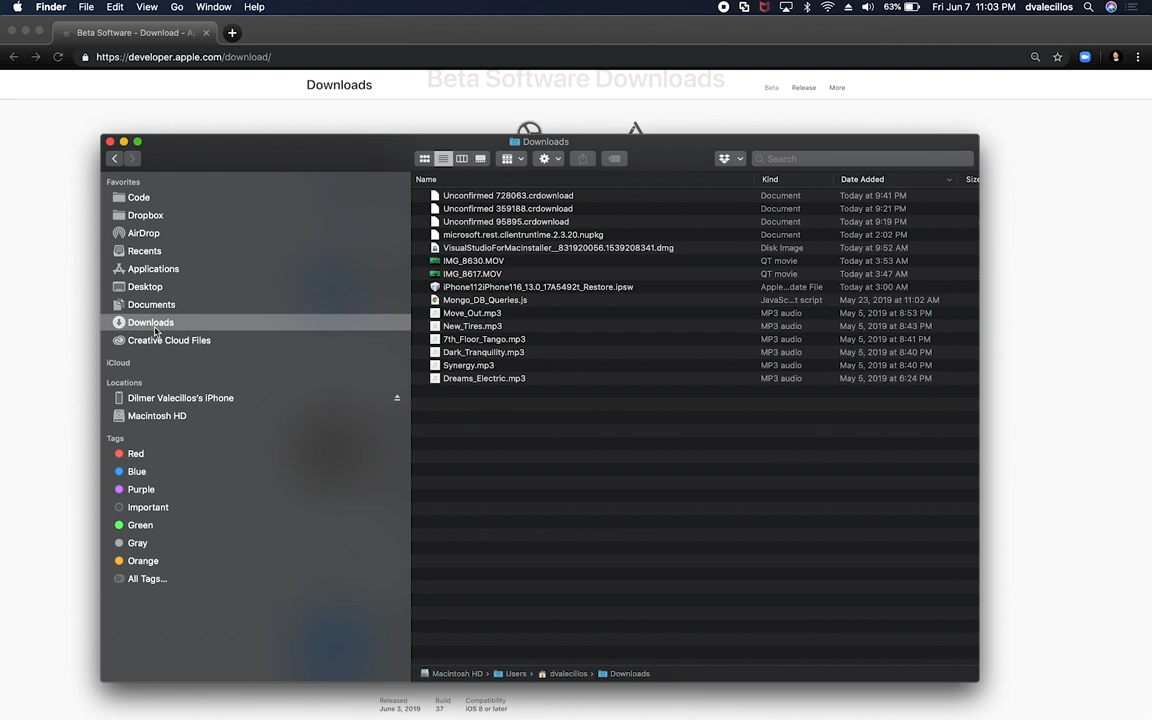 Finder File Edit View Go Window Help 63% Fri Jun 7 11:03 PM dvalecillos
Beta Software - Download - A
https://developer.apple.com/download/
Downloads Beta Software Downloads Beta Release More
Downloads
Search
Favorites
Code
Dropbox
AirDrop
Recents
Applications
Desktop
Documents
Downloads
Creative Cloud Files
iCloud
Locations
Dilmer Valecillos's iPhone
Macintosh HD
Tags
Red
Blue
Purple
Important
Green
Gray
Orange
All Tags...
Name Kind Date Added Size
Unconfirmed 728063.crdownload Document Today at 9:41 PM
Unconfirmed 359188.crdownload Document Today at 9:21 PM
Unconfirmed 95895.crdownload Document Today at 9:19 PM
microsoft.rest.clientruntime.2.3.20.nupkg Document Today at 2:02 PM
VisualStudioForMacInstaller__831920056.1539208341.dmg Disk Image Today at 9:52 AM
IMG_8630.MOV QT movie Today at 3:53 AM
IMG_8617.MOV QT movie Today at 3:47 AM
iPhone112iPhone116_13.0_17A5492t_Restore.ipsw Apple...date File Today at 3:00 AM
Mongo_DB_Queries.js JavaSc...t script May 23, 2019 at 11:02 AM
Move_Out.mp3 MP3 audio May 5, 2019 at 8:53 PM
New_Tires.mp3 MP3 audio May 5, 2019 at 8:43 PM
7th_Floor_Tango.mp3 MP3 audio May 5, 2019 at 8:41 PM
Dark_Tranquility.mp3 MP3 audio May 5, 2019 at 8:40 PM
Synergy.mp3 MP3 audio May 5, 2019 at 8:40 PM
Dreams_Electric.mp3 MP3 audio May 5, 2019 at 6:24 PM
Macintosh HD › Users › dvalecillos › Downloads
Released Build Compatibility
June 3, 2019 37 iOS 8 or later